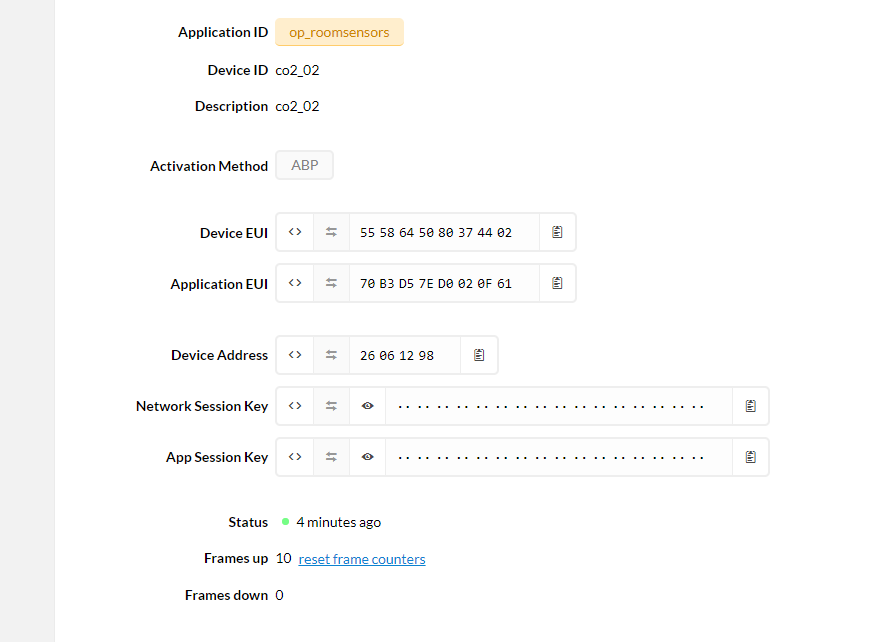 Application ID op_roomsensors
Device ID co2_02
Description co2_02
Activation Method ABP
Device EUI <> 55 58 64 50 80 37 44 02
Application EUI <> 70 B3 D5 7E D0 02 0F 61
Device Address <> 26 06 12 98
Network Session Key <> ·· ·· ·· ·· ·· ·· ·· ·· ·· ·· ·· ·· ·· ·· ·· ··
App Session Key <> ·· ·· ·· ·· ·· ·· ·· ·· ·· ·· ·· ·· ·· ·· ·· ··
Status 4 minutes ago
Frames up 10 reset frame counters
Frames down 0